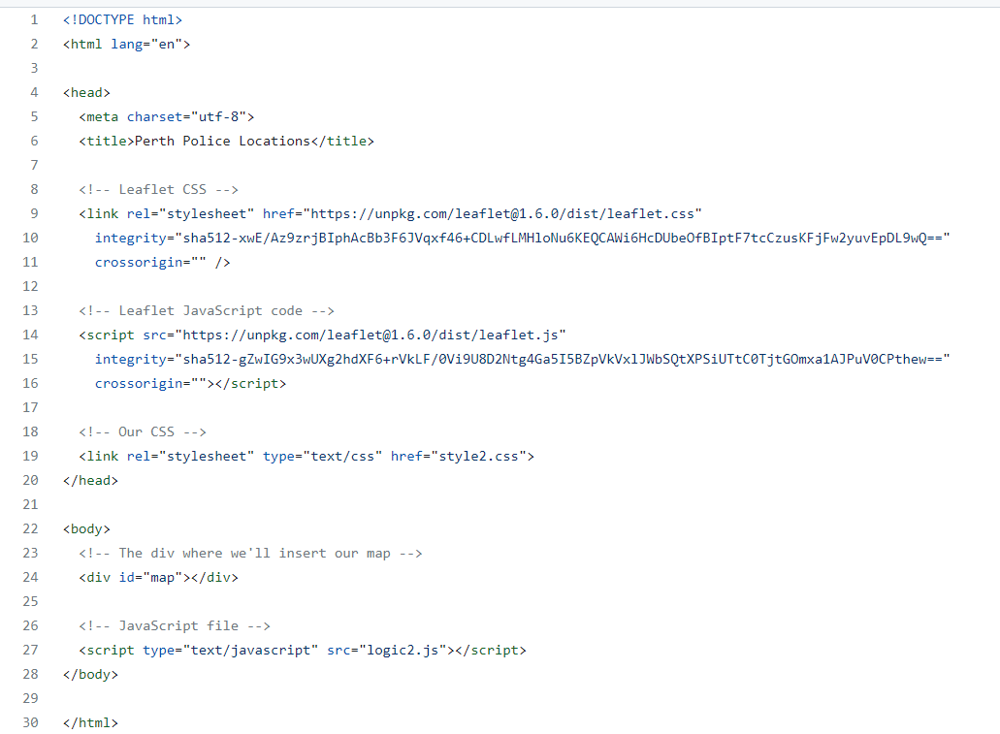 1 <!DOCTYPE html>
2 <html lang="en">
3
4 <head>
5 <meta charset="utf-8">
6 <title>Perth Police Locations</title>
7
8 <!-- Leaflet CSS -->
9 <link rel="stylesheet" href="https://unpkg.com/leaflet@1.6.0/dist/leaflet.css"
10 integrity="sha512-xwE/Az9zrjBIphAcBb3F6JVqxf46+CDLwfLMHloNu6KEQCAWi6HcDUbeOfBIptF7tcCzusKFjFw2yuvEpDL9wQ=="
11 crossorigin="" />
12
13 <!-- Leaflet JavaScript code -->
14 <script src="https://unpkg.com/leaflet@1.6.0/dist/leaflet.js"
15 integrity="sha512-gZwIG9x3wUXg2hdXF6+rVkLF/0Vi9U8D2Ntg4Ga5I5BZpVkVxlJWbSQtXPSiUTtC0TjtGOmxa1AJPuV0CPthew=="
16 crossorigin=""></script>
17
18 <!-- Our CSS -->
19 <link rel="stylesheet" type="text/css" href="style2.css">
20 </head>
21
22 <body>
23 <!-- The div where we'll insert our map -->
24 <div id="map"></div>
25
26 <!-- JavaScript file -->
27 <script type="text/javascript" src="logic2.js"></script>
28 </body>
29
30 </html>